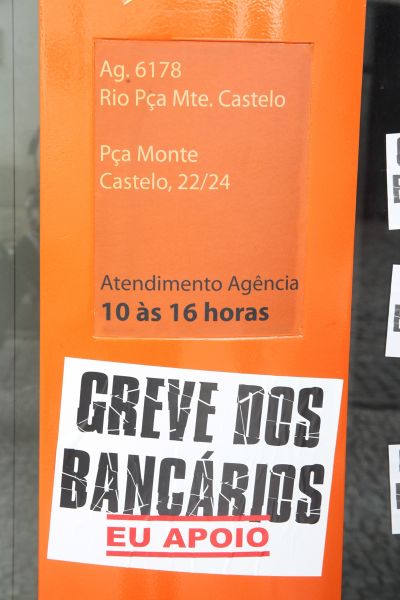 Ag. 6178
Rio Pça Mte. Castelo
Pça Monte
Castelo, 22/24
Atendimento Agência
10 às 16 horas
GREVE DOS
BANCÁRIOS
EU APOIO